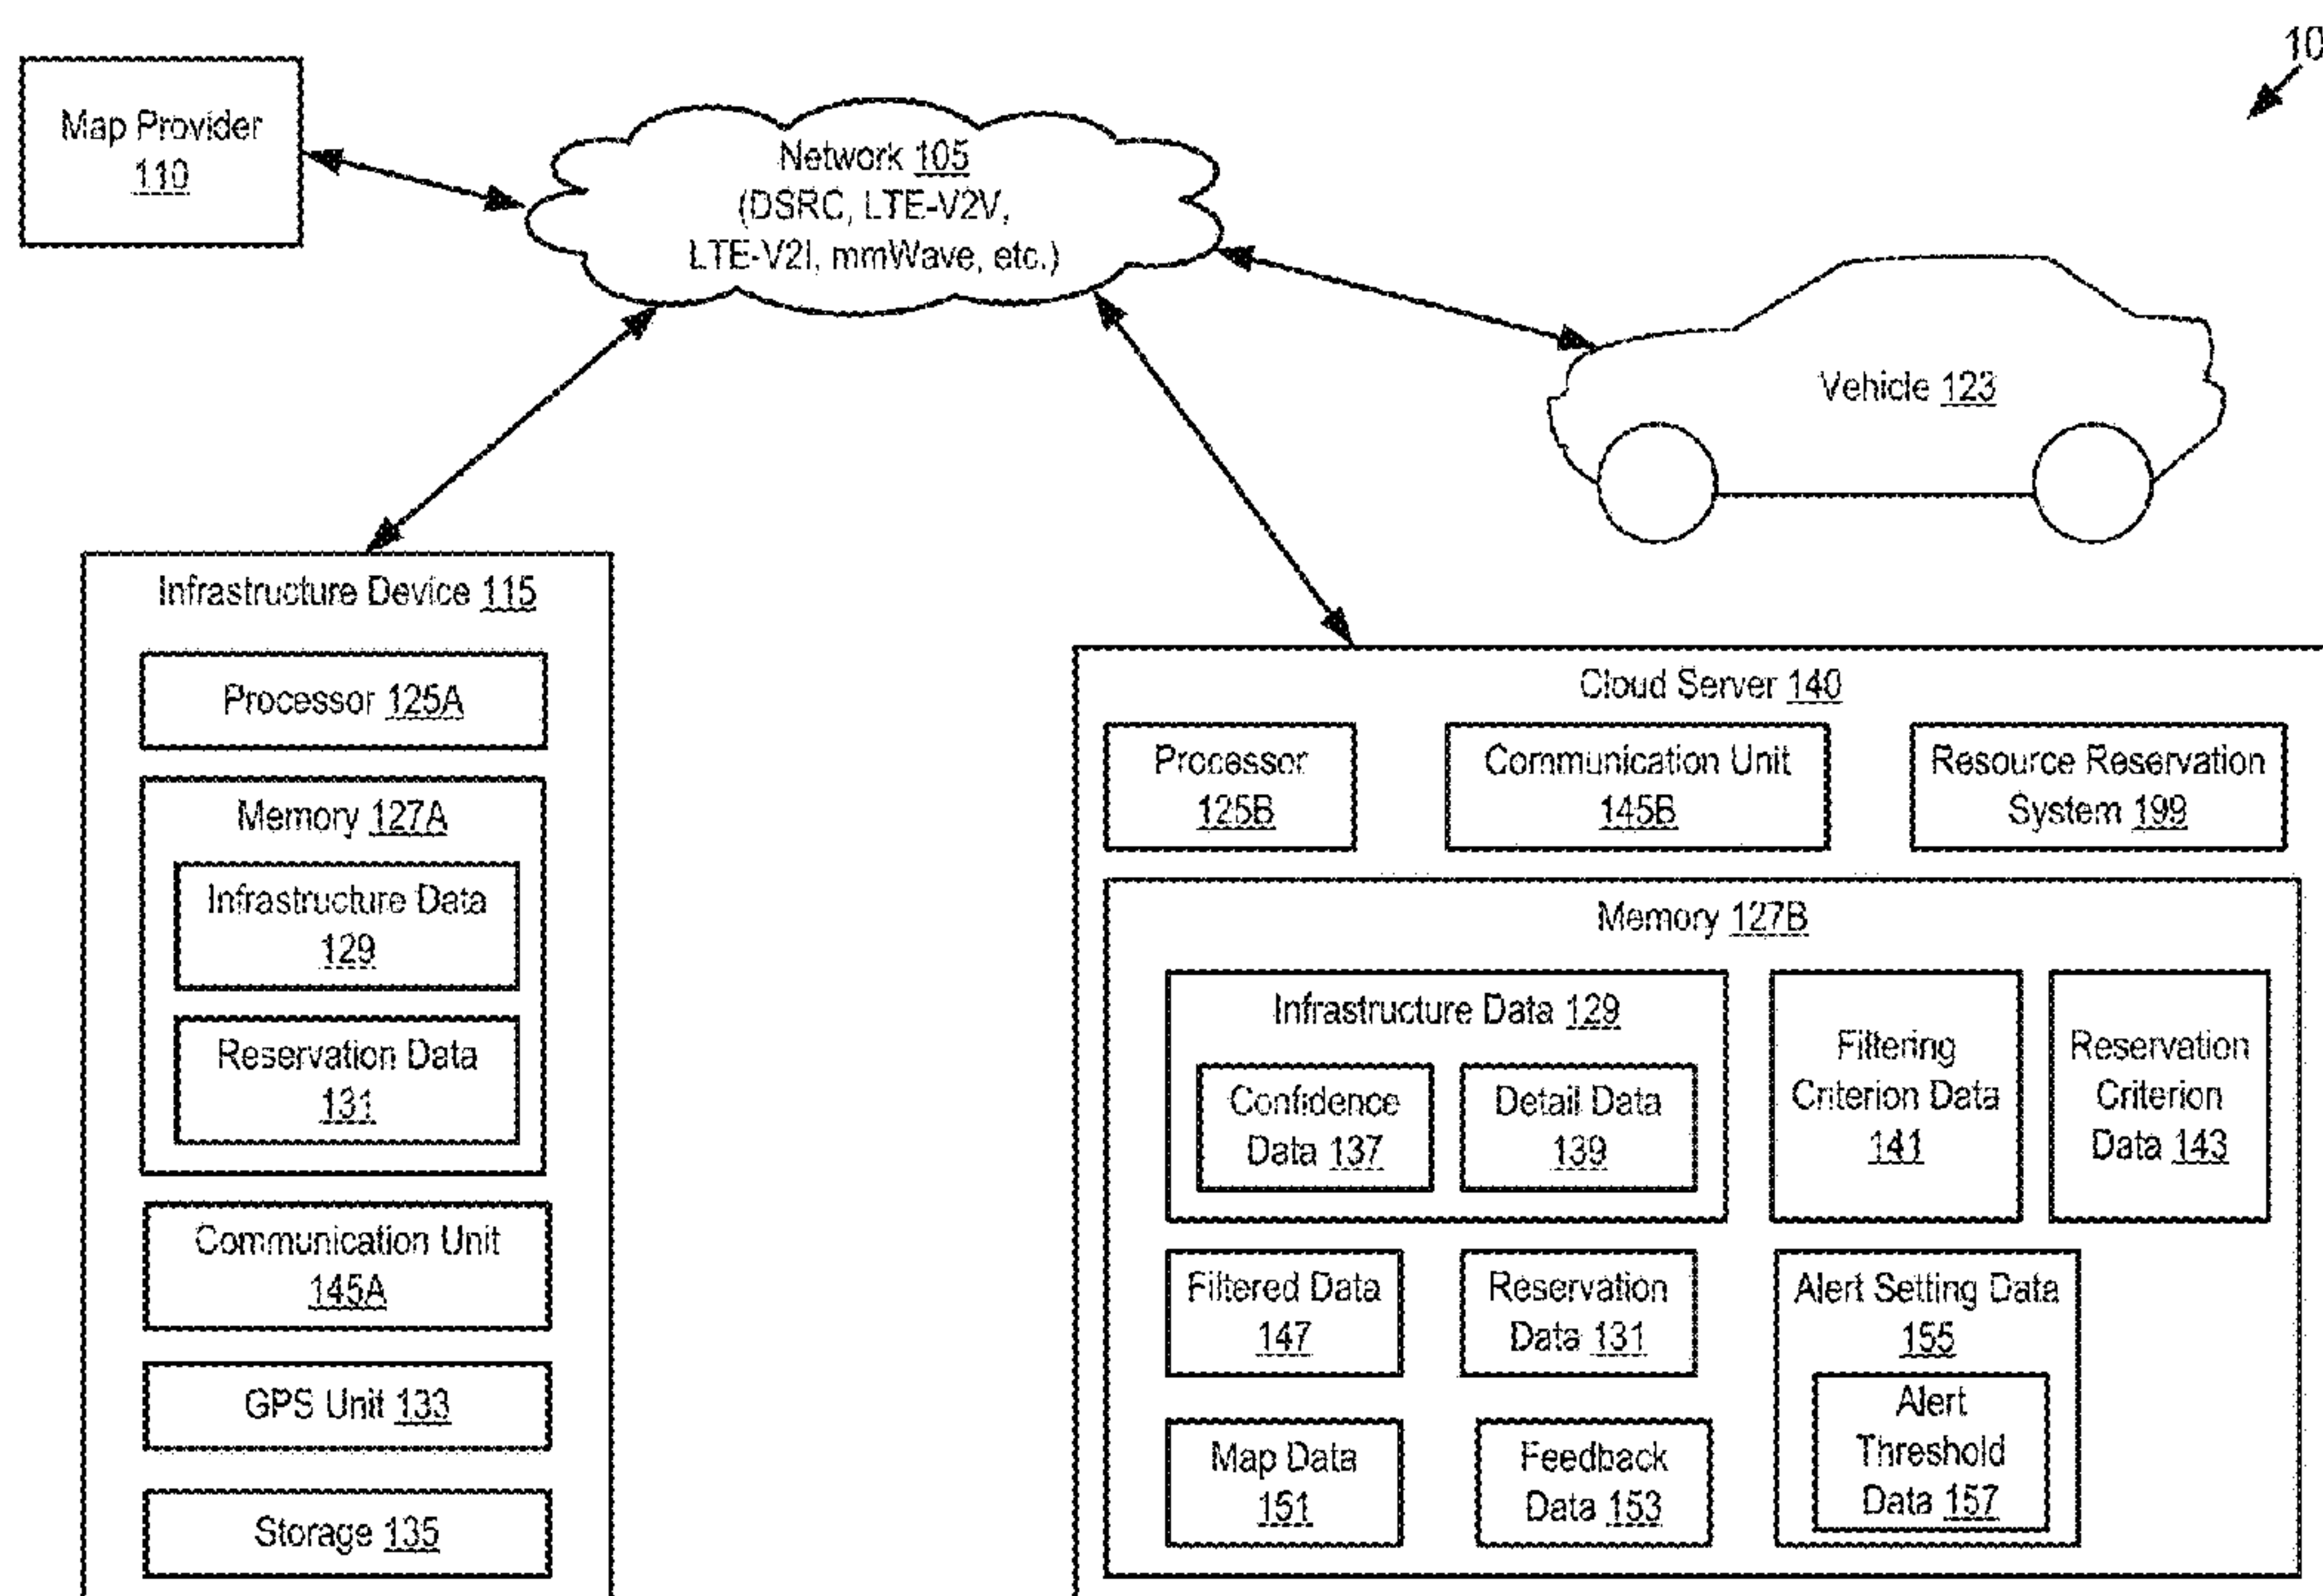 10
Map Provider
110
Network 105
(DSRC, LTE-V2V,
LTE-V2I, mmWave, etc.)
Vehicle 123
Infrastructure Device 115
Processor 125A
Memory 127A
Infrastructure Data
129
Reservation Data
131
Communication Unit
145A
GPS Unit 133
Storage 135
Cloud Server 140
Processor
125B
Communication Unit
145B
Resource Reservation
System 199
Memory 127B
Infrastructure Data 129
Confidence
Data 137
Detail Data
139
Filtering
Criterion Data
141
Reservation
Criterion
Data 143
Filtered Data
147
Reservation
Data 131
Alert Setting Data
155
Alert
Threshold
Data 157
Map Data
151
Feedback
Data 153